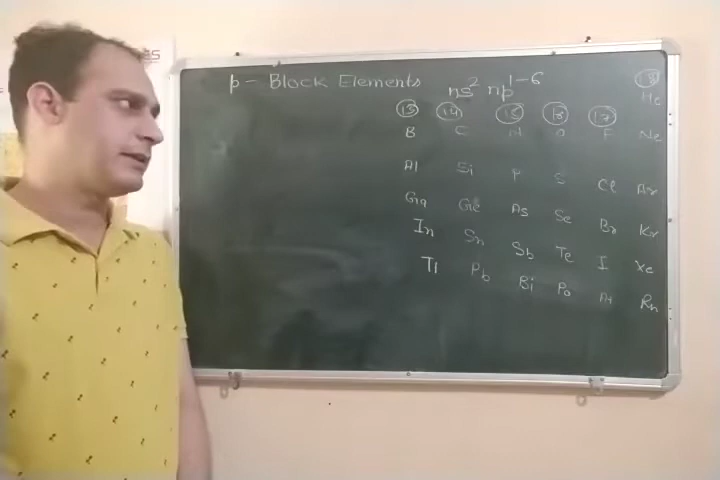 p - Block Elements ns² np¹⁻⁶
13 14 15 16 17 18
He
B C N O F Ne
Al Si P S Cl Ar
Ga Ge As Se Br Kr
In Sn Sb Te I Xe
Tl Pb Bi Po At Rn